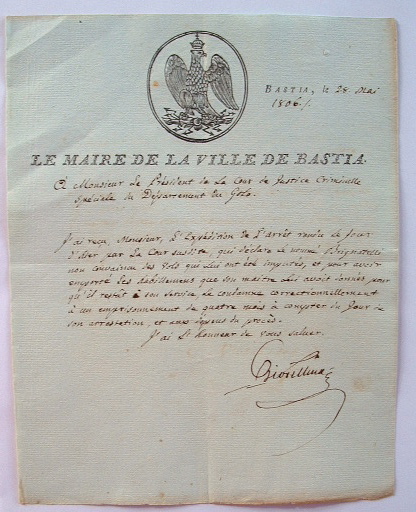 BASTIA, le 28 Mai
1806 /.
LE MAIRE DE LA VILLE DE BASTIA.
A Monsieur Le Président de La Cour de Justice Criminelle
Spéciale du Département du Golo.
J'ai reçu, Monsieur, L'Expédition de L'arrêt rendu Le Jour
d'hier par La Cour susdite, qui déclare Le nommé
non convaincu des vols qui Lui ont été imputés, et pour avoir
emporté Les habillemens que son maître Lui avoit donnés pour
qu'il restât à son service, Le condamne correctionnellement
à un emprisonnement de quatre mois à compter du Jour de
son arrestation, et aux dépens du procès.
J'ai L'honneur de vous saluer.